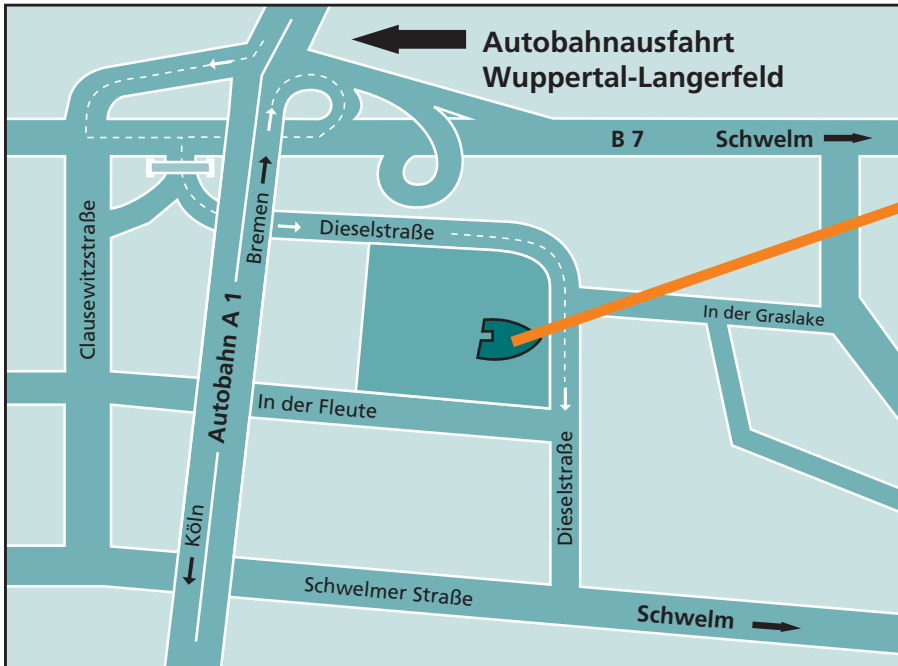 Autobahnausfahrt
Wuppertal-Langerfeld
B 7
Schwelm
Clausewitzstraße
Bremen
Dieselstraße
Autobahn A 1
In der Graslake
In der Fleute
Dieselstraße
Köln
Schwelmer Straße
Schwelm